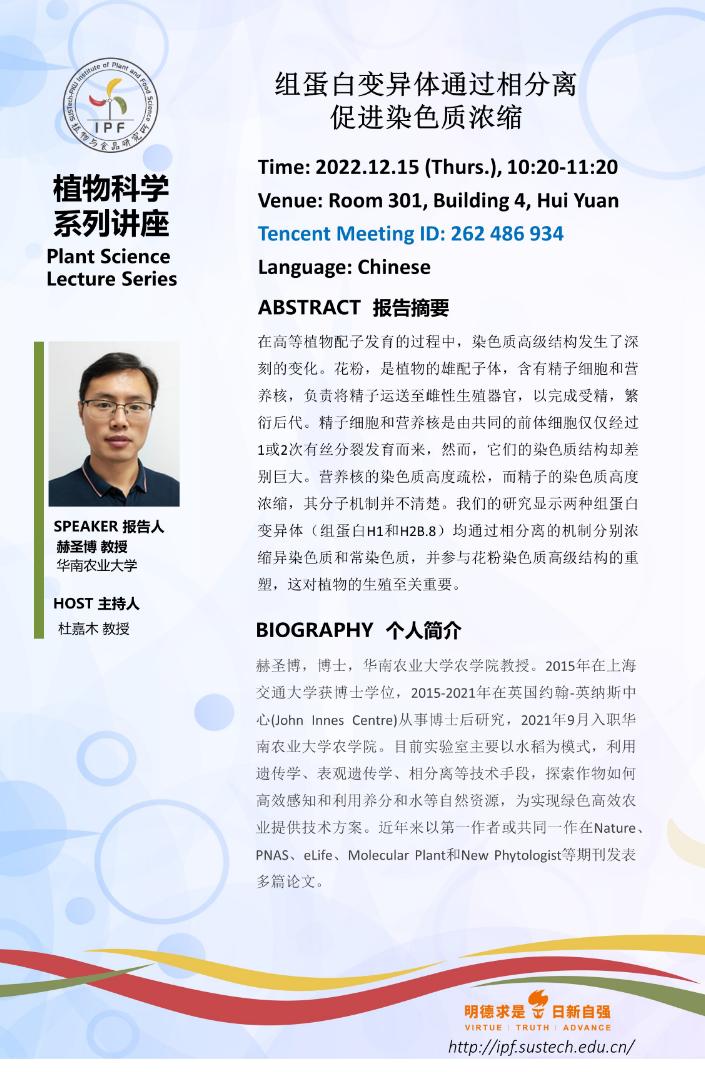 SUSTech-PKU Institute of Plant and Food Science
IPF
植物与食品研究所
植物科学
系列讲座
Plant Science
Lecture Series
组蛋白变异体通过相分离
促进染色质浓缩
Time: 2022.12.15 (Thurs.), 10:20-11:20
Venue: Room 301, Building 4, Hui Yuan
Tencent Meeting ID: 262 486 934
Language: Chinese
ABSTRACT 报告摘要
在高等植物配子发育的过程中，染色质高级结构发生了深
刻的变化。花粉，是植物的雄配子体，含有精子细胞和营
养核，负责将精子运送至雌性生殖器官，以完成受精，繁
衍后代。精子细胞和营养核是由共同的前体细胞仅仅经过
1或2次有丝分裂发育而来，然而，它们的染色质结构却差
别巨大。营养核的染色质高度疏松，而精子的染色质高度
浓缩，其分子机制并不清楚。我们的研究显示两种组蛋白
变异体（组蛋白H1和H2B.8）均通过相分离的机制分别浓
缩异染色质和常染色质，并参与花粉染色质高级结构的重
塑，这对植物的生殖至关重要。
SPEAKER 报告人
赫圣博 教授
华南农业大学
HOST 主持人
杜嘉木 教授
BIOGRAPHY 个人简介
赫圣博，博士，华南农业大学农学院教授。2015年在上海
交通大学获博士学位，2015-2021年在英国约翰-英纳斯中
心(John Innes Centre)从事博士后研究，2021年9月入职华
南农业大学农学院。目前实验室主要以水稻为模式，利用
遗传学、表观遗传学、相分离等技术手段，探索作物如何
高效感知和利用养分和水等自然资源，为实现绿色高效农
业提供技术方案。近年来以第一作者或共同一作在Nature、
PNAS、eLife、Molecular Plant和New Phytologist等期刊发表
多篇论文。
明德求是 日新自强
VIRTUE | TRUTH | ADVANCE
http://ipf.sustech.edu.cn/